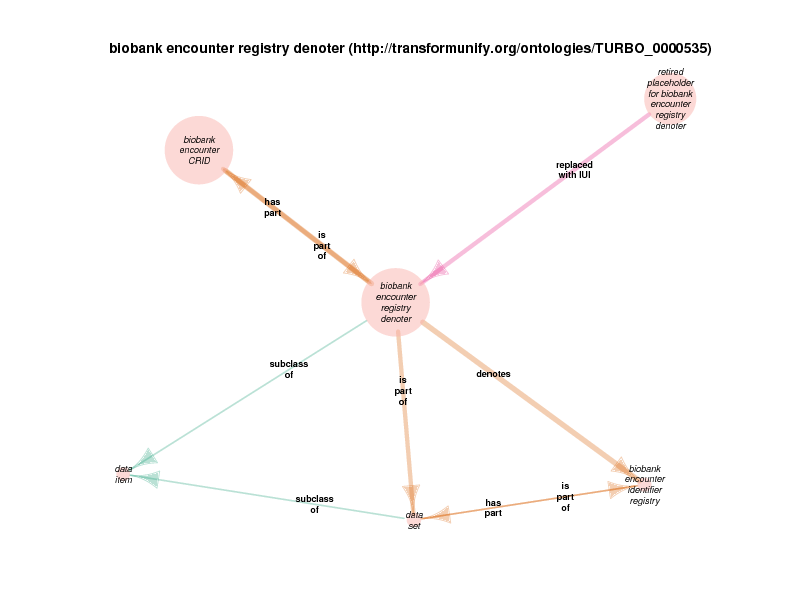 biobank encounter registry denoter (http://transformunify.org/ontologies/TURBO_0000535)
retired
placeholder
for biobank
encounter
registry
denoter
biobank
encounter
CRID
replaced
with IUI
has
part
is
part
of
biobank
encounter
registry
denoter
subclass
of
is
part
of
denotes
data
item
biobank
encounter
identifier
registry
subclass
of
has
part
is
part
of
data
set